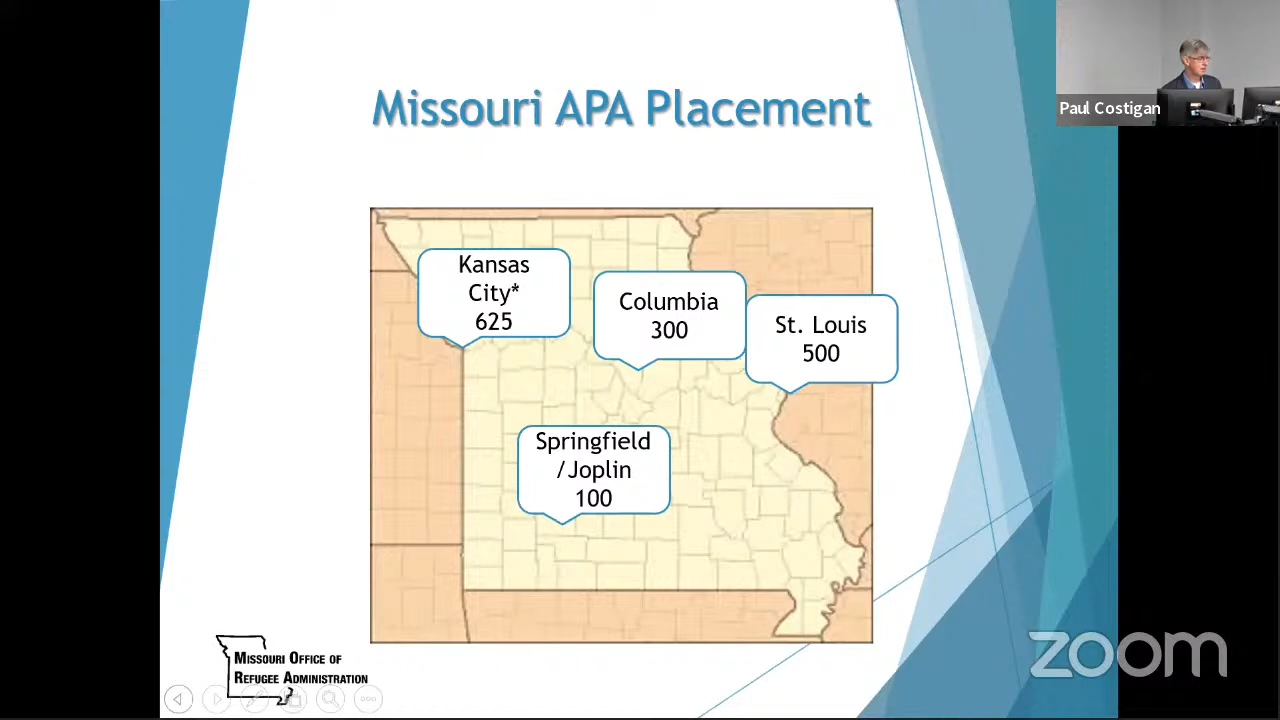 Missouri APA Placement
Paul Costigan
Kansas
City*
625
Columbia
300
St. Louis
500
Springfield
/Joplin
100
MISSOURI OFFICE OF
REFUGEE ADMINISTRATION
zoom